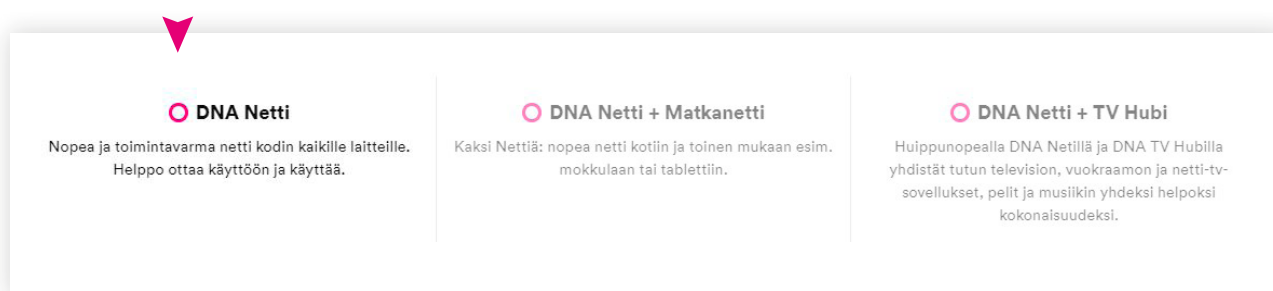 DNA Netti
Nopea ja toimintavarma netti kodin kaikille laitteille.
Helppo ottaa käyttöön ja käyttää.
DNA Netti + Matkanetti
Kaksi Nettiä: nopea netti kotiin ja toinen mukaan esim.
mokkulaan tai tablettiin.
DNA Netti + TV Hubi
Huippunopealla DNA Netillä ja DNA TV Hubilla
yhdistät tutun television, vuokraamon ja netti-tv-
sovellukset, pelit ja musiikin yhdeksi helpoksi
kokonaisuudeksi.